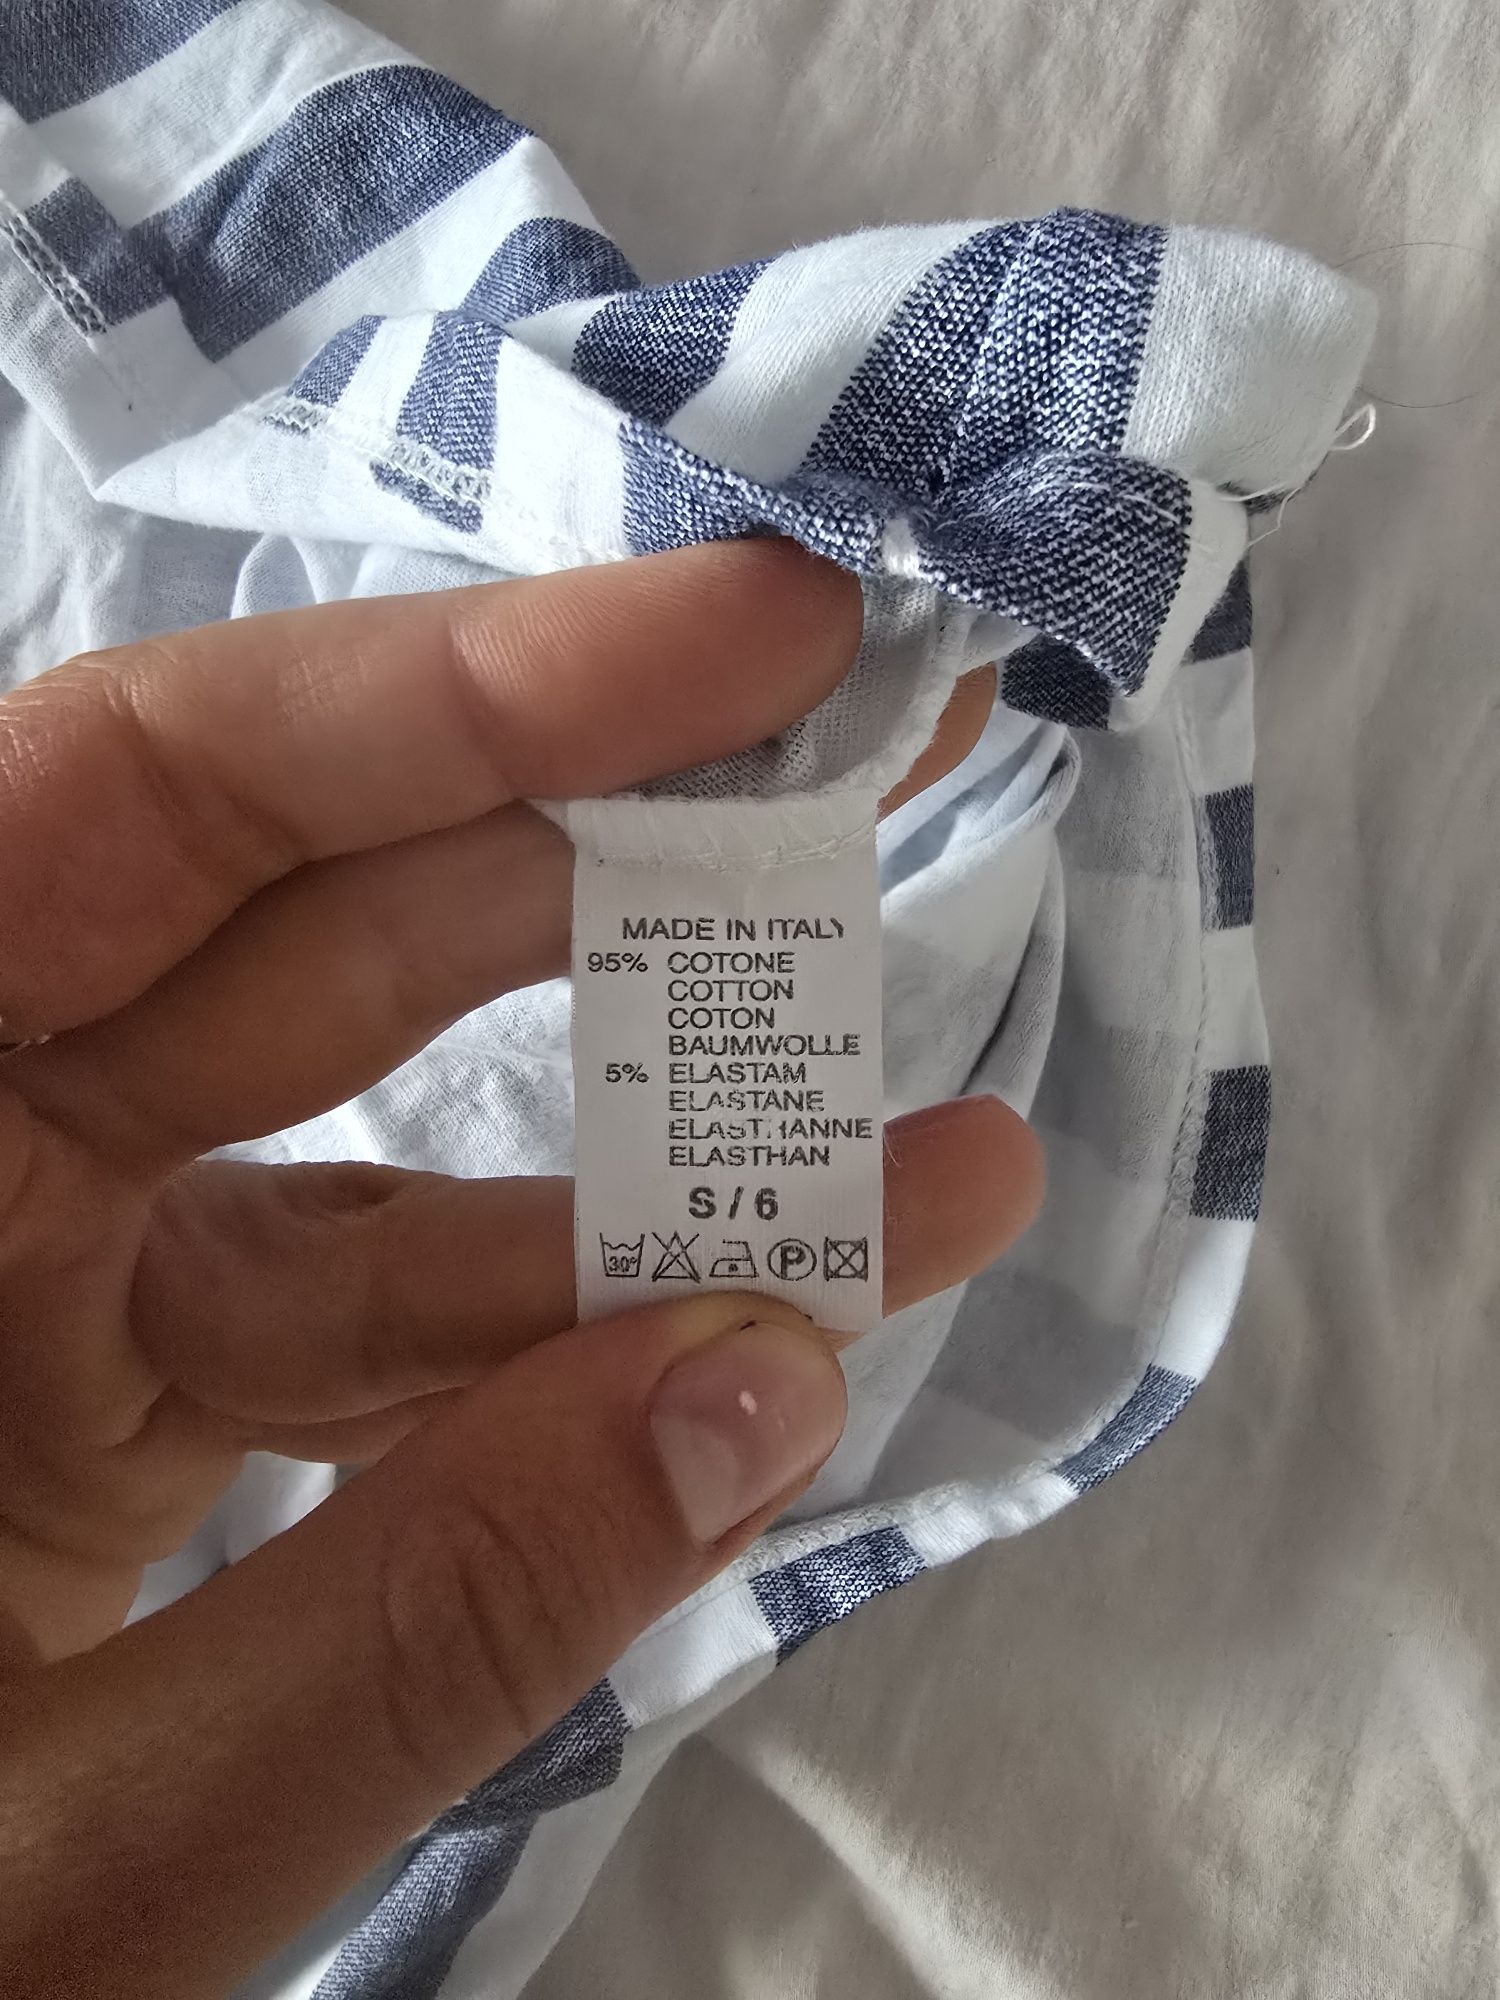 MADE IN ITALY
95% COTONE
COTTON
COTON
BAUMWOLLE
5% ELASTAM
ELASTANE
ELASTHANNE
ELASTHAN
S / 6
30° P